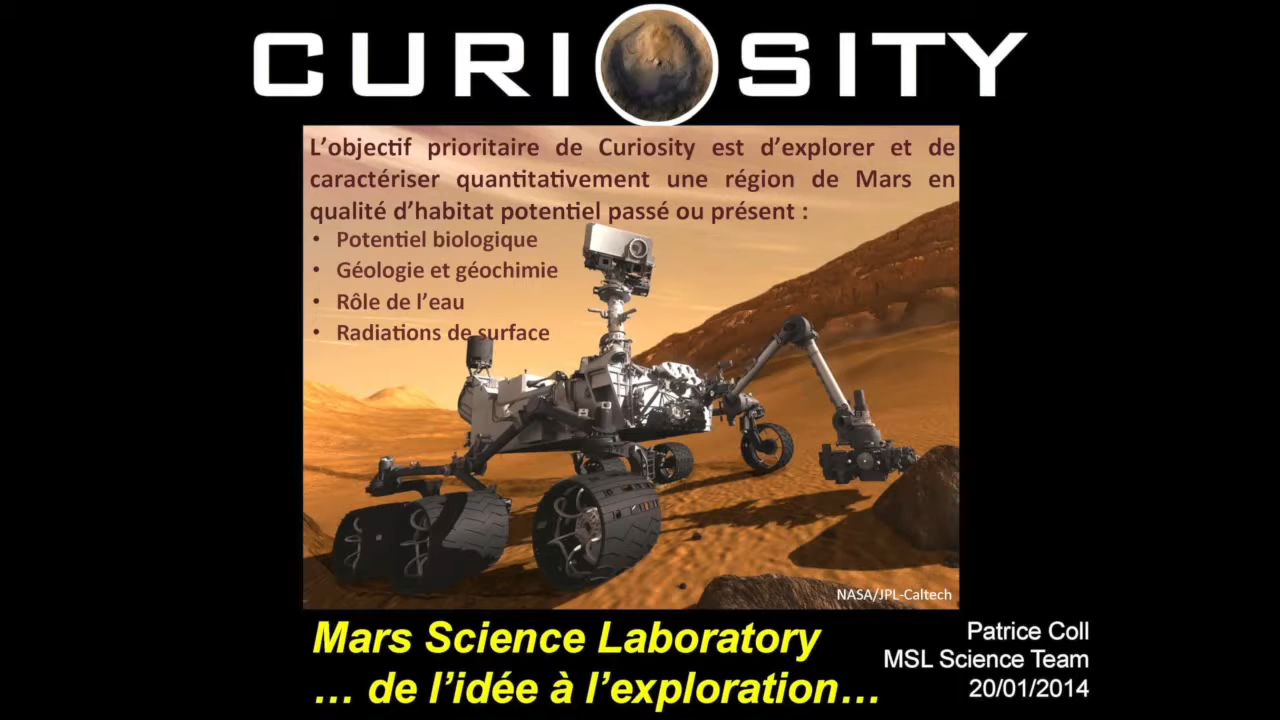 CURIOSITY
L’objectif prioritaire de Curiosity est d’explorer et de
caractériser quantitativement une région de Mars en
qualité d’habitat potentiel passé ou présent :
• Potentiel biologique
• Géologie et géochimie
• Rôle de l’eau
• Radiations de surface
NASA/JPL-Caltech
Mars Science Laboratory
… de l’idée à l’exploration…
Patrice Coll
MSL Science Team
20/01/2014